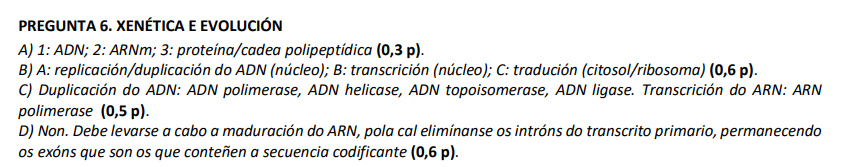 PREGUNTA 6. XENÉTICA E EVOLUCIÓN
A) 1: ADN; 2: ARNm; 3: proteína/cadea polipeptídica (0,3 p).
B) A: replicación/duplicación do ADN (núcleo); B: transcrición (núcleo); C: tradución (citosol/ribosoma) (0,6 p).
C) Duplicación do ADN: ADN polimerase, ADN helicase, ADN topoisomerase, ADN ligase. Transcrición do ARN: ARN
polimerase (0,5 p).
D) Non. Debe levarse a cabo a maduración do ARN, pola cal elimínanse os intróns do transcrito primario, permanecendo
os exóns que son os que conteñen a secuencia codificante (0,6 p).